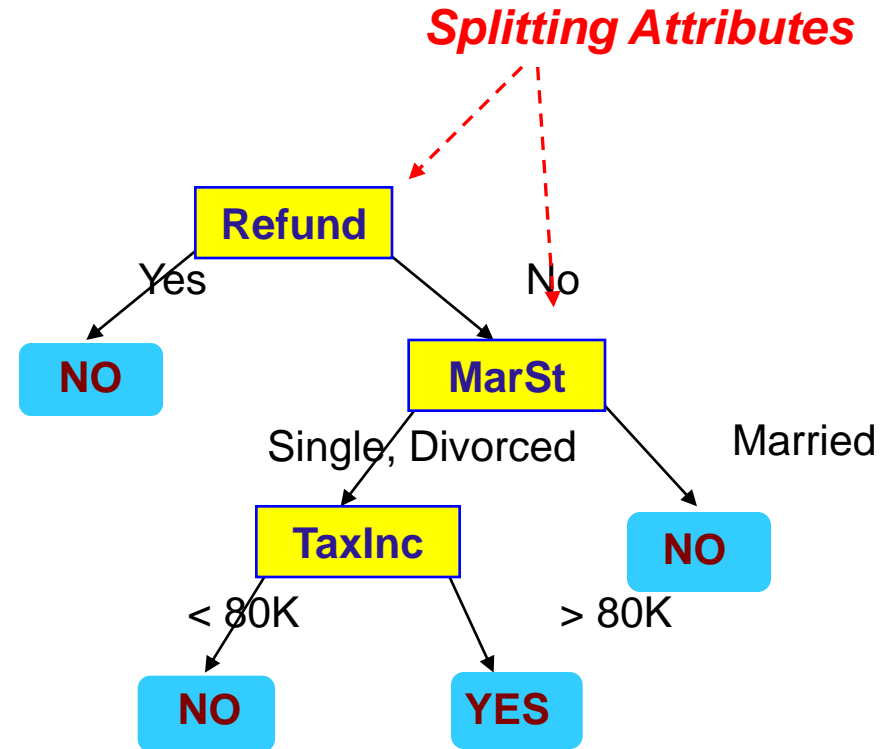 Splitting Attributes
Refund
Yes
No
NO
MarSt
Single, Divorced
Married
TaxInc
NO
< 80K
> 80K
NO
YES